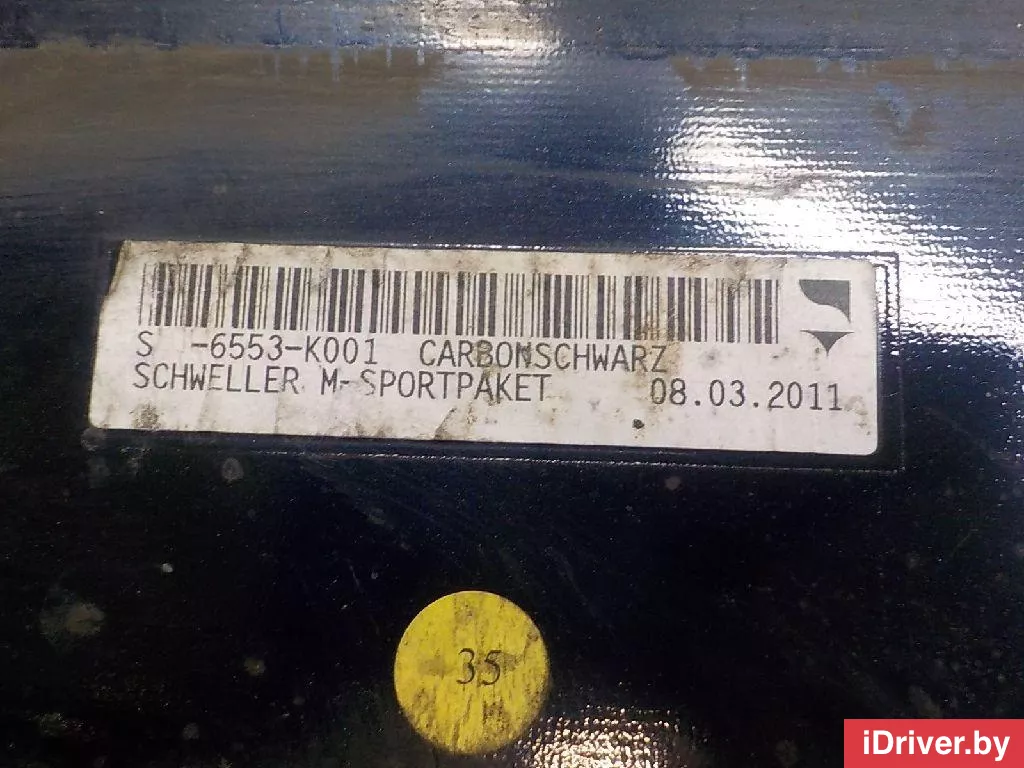 S -6553-K001 CARBONSCHWARZ
SCHWELLER M-SPORTPAKET 08.03.2011
35
iDriver.by